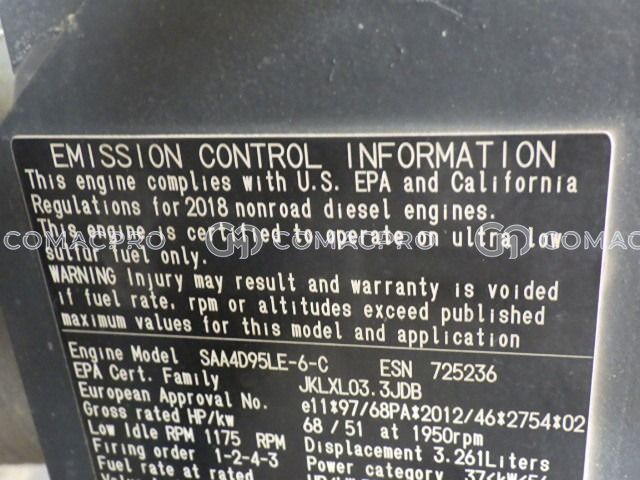 EMISSION CONTROL INFORMATION
This engine complies with U.S. EPA and California
Regulations for 2018 nonroad diesel engines.
This engine is certified to operate on ultra low
sulfur fuel only.
COMACPRO COMACPRO COMACPRO
WARNING Injury may result and warranty is voided
if fuel rate, rpm or altitudes exceed published
maximum values for this model and application
Engine Model SAA4D95LE-6-C ESN 725236
EPA Cert. Family JKLXL03.3JDB
European Approval No. e11*97/68PA*2012/46*2754*02
Gross rated HP/kw 68/51 at 1950rpm
Low Idle RPM 1175 RPM Displacement 3.261Liters
Firing order 1-2-4-3 Power category
Fuel rate at rated